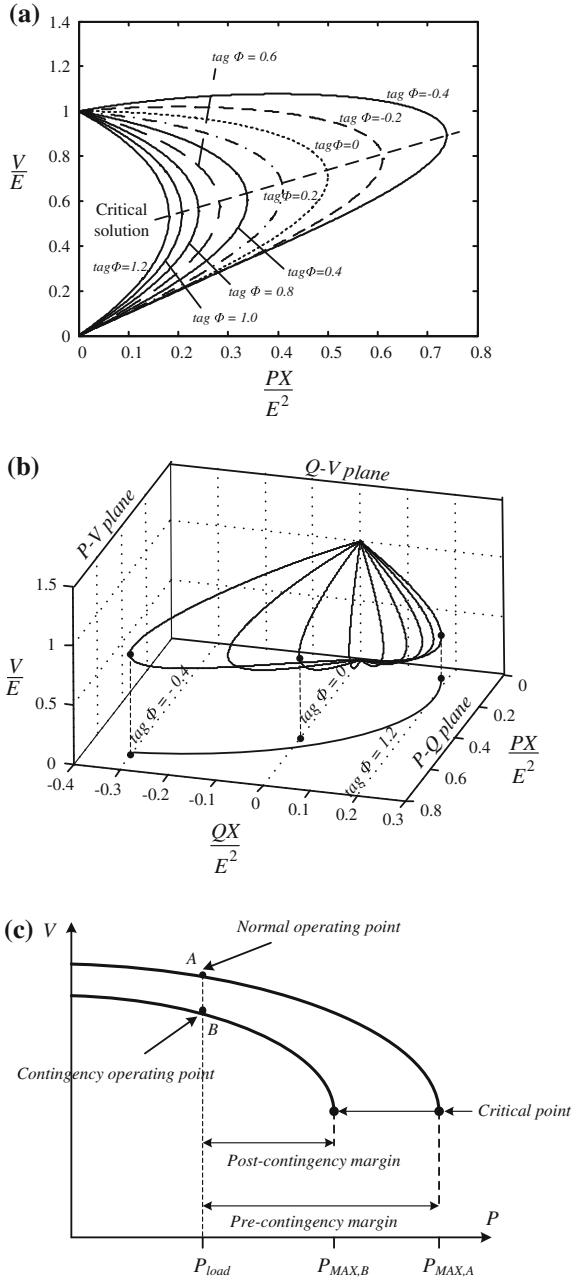 (a)
1.4
1.2
1
0.8
0.6
0.4
0.2
0
V
E
tag Φ = 0.6
tag Φ=-0.4
tag Φ=-0.2
tagΦ=0
tagΦ=0.2
tagΦ=0.4
Critical
solution
tagΦ=1.2
tag Φ = 0.8
tag Φ = 1.0
0 0.1 0.2 0.3 0.4 0.5 0.6 0.7 0.8
PX
E²
(b)
Q-V plane
P-V plane
1.5
1
0.5
0
V
E
tag Φ = - 0.4
tag Φ = 0
tag Φ = 1.2
P-Q plane
-0.4 -0.3 -0.2 -0.1 0 0.1 0.2 0.3
QX
E²
0
0.2
0.4
0.6
0.8
PX
E²
(c)
V
Normal operating point
A
B
Contingency operating point
Critical point
Post-contingency margin
Pre-contingency margin
P
P_load P_MAX,B P_MAX,A